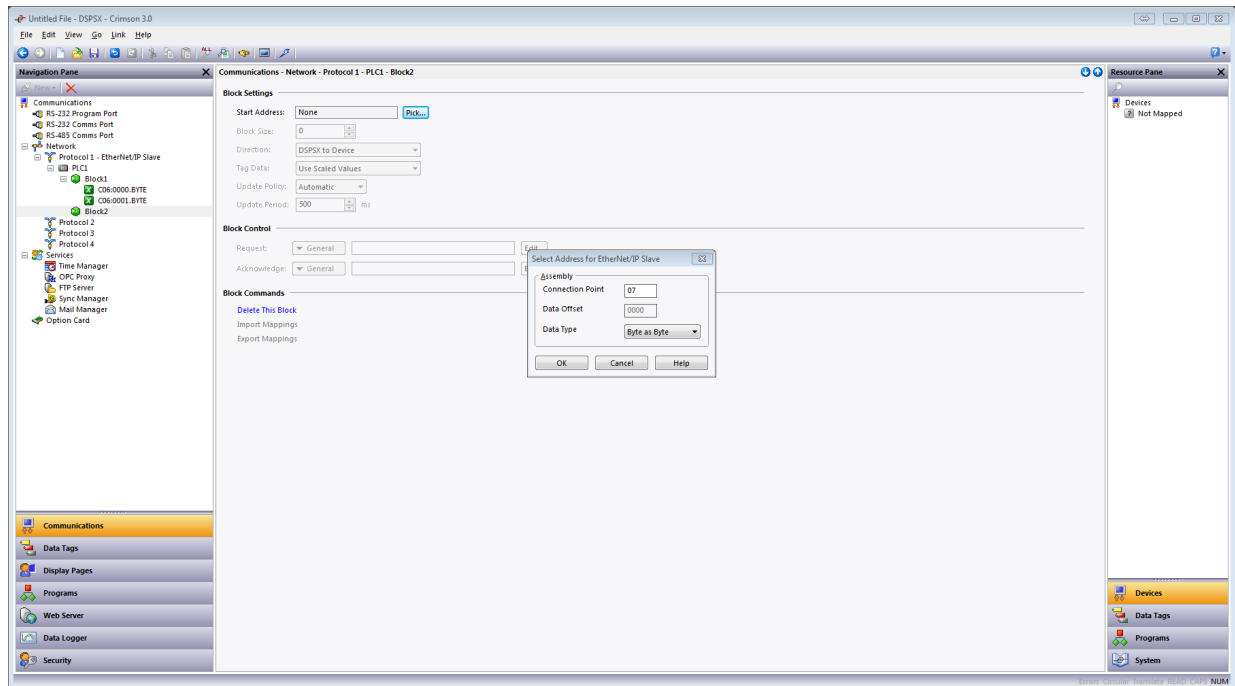 Untitled File - DSPSX - Crimson 3.0
File Edit View Go Link Help
Navigation Pane
New
Communications
RS-232 Program Port
RS-232 Comms Port
RS-485 Comms Port
Network
Protocol 1 - EtherNet/IP Slave
PLC1
Block1
C06:0000.BYTE
C06:0001.BYTE
Block2
Protocol 2
Protocol 3
Protocol 4
Services
Time Manager
OPC Proxy
FTP Server
Sync Manager
Mail Manager
Option Card
Communications
Data Tags
Display Pages
Programs
Web Server
Data Logger
Security
Communications - Network - Protocol 1 - PLC1 - Block2
Block Settings
Start Address: None Pick...
Block Size: 0
Direction: DSPSX to Device
Tag Data: Use Scaled Values
Update Policy: Automatic
Update Period: 500 ms
Block Control
Request: General Edit
Acknowledge: General
Block Commands
Delete This Block
Import Mappings
Export Mappings
Select Address for EtherNet/IP Slave
Assembly
Connection Point 07
Data Offset 0000
Data Type Byte as Byte
OK Cancel Help
Resource Pane
Devices
Not Mapped
Devices
Data Tags
Programs
System
Errors Circular Translate READ CAPS NUM